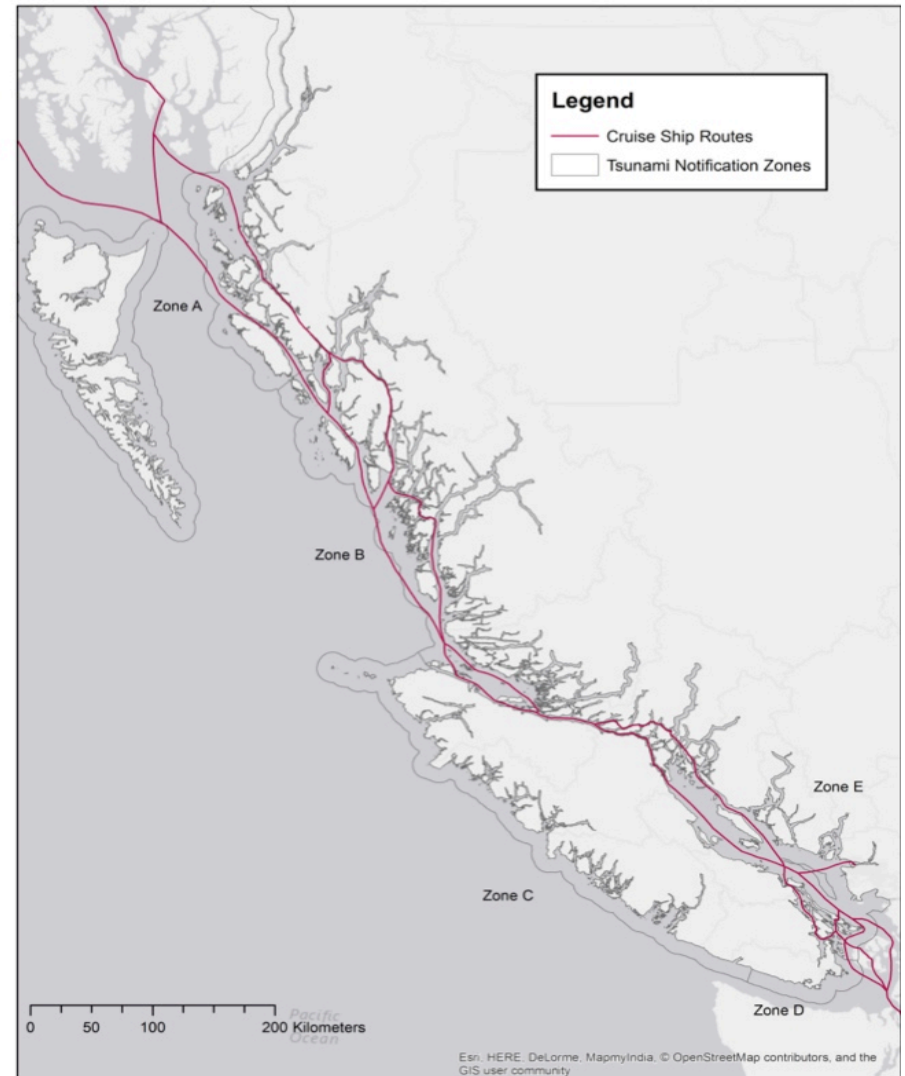 Legend
Cruise Ship Routes
Tsunami Notification Zones
Zone A
Zone B
Zone E
Zone C
Zone D
0 50 100 200 Kilometers
Pacific
Ocean
Esri, HERE, DeLorme, MapmyIndia, © OpenStreetMap contributors, and the
GIS user community